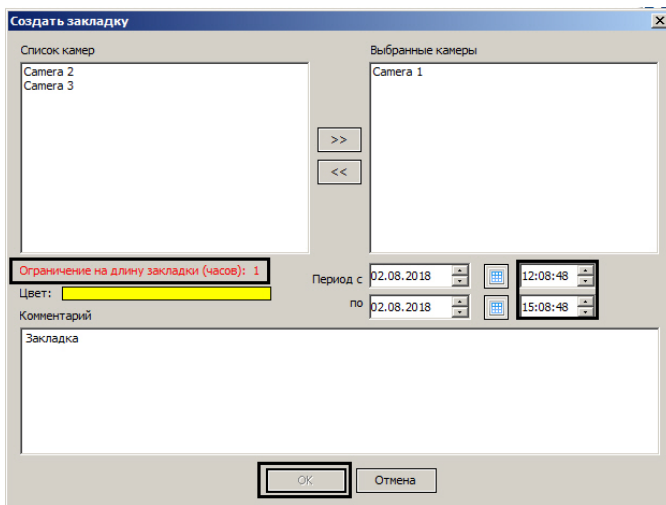 Создать закладку
Список камер
Выбранные камеры
Camera 2
Camera 3
Camera 1
>>
<<
Ограничение на длину закладки (часов): 1
Период с 02.08.2018 12:08:48
Цвет:
по 02.08.2018 15:08:48
Комментарий
Закладка
OK Отмена